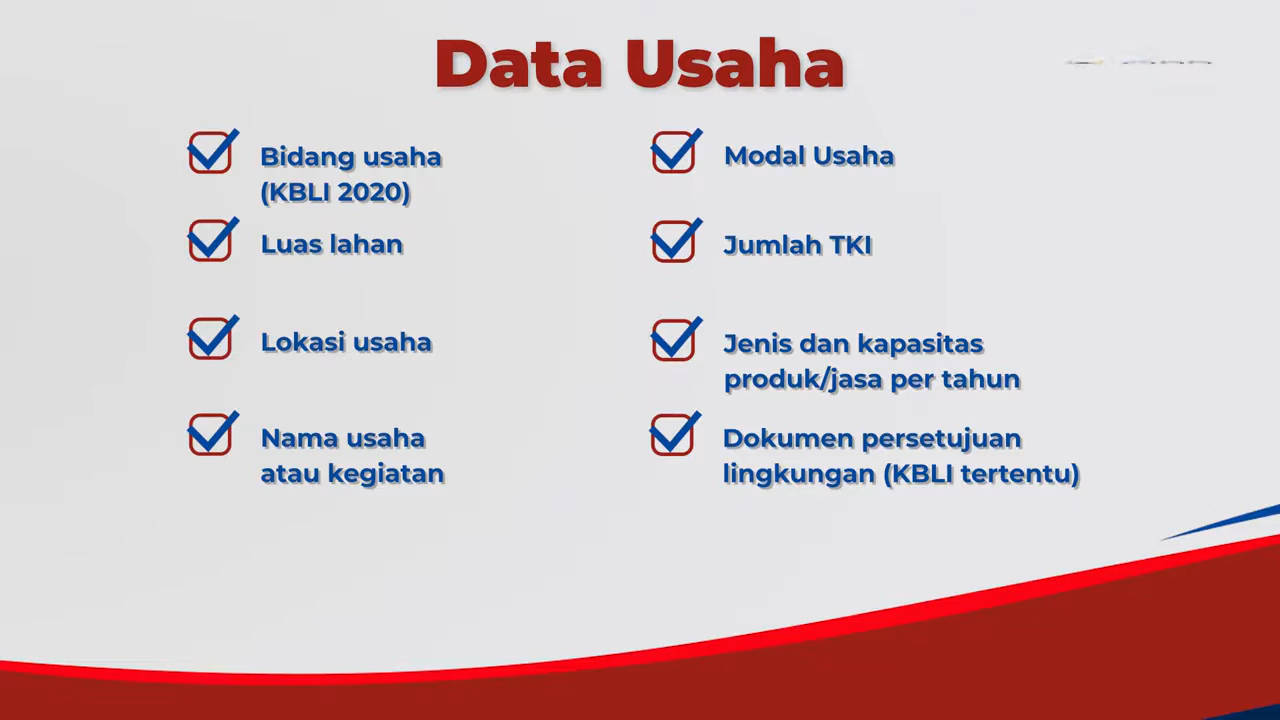 Data Usaha
Bidang usaha
(KBLI 2020)
Luas lahan
Lokasi usaha
Nama usaha
atau kegiatan
Modal Usaha
Jumlah TKI
Jenis dan kapasitas
produk/jasa per tahun
Dokumen persetujuan
lingkungan (KBLI tertentu)